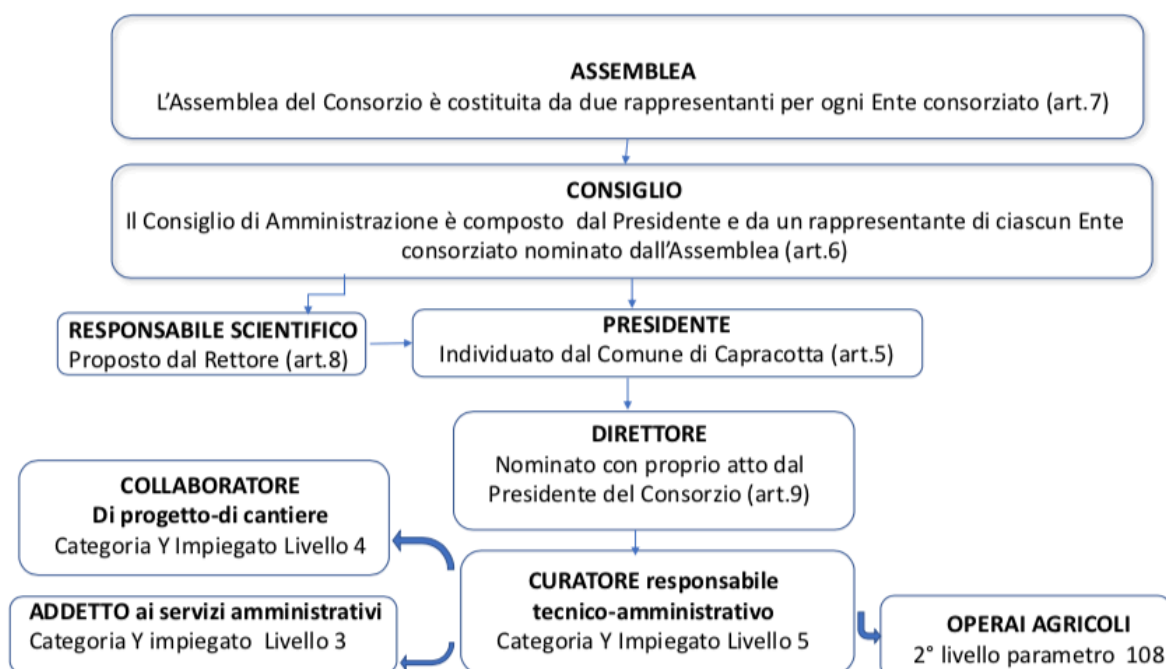 ASSEMBLEA
L’Assemblea del Consorzio è costituita da due rappresentanti per ogni Ente consorziato (art.7)
CONSIGLIO
Il Consiglio di Amministrazione è composto dal Presidente e da un rappresentante di ciascun Ente
consorziato nominato dall’Assemblea (art.6)
RESPONSABILE SCIENTIFICO
Proposto dal Rettore (art.8)
PRESIDENTE
Individuato dal Comune di Capracotta (art.5)
DIRETTORE
Nominato con proprio atto dal
Presidente del Consorzio (art.9)
COLLABORATORE
Di progetto-di cantiere
Categoria Y Impiegato Livello 4
CURATORE responsabile
tecnico-amministrativo
Categoria Y Impiegato Livello 5
ADDETTO ai servizi amministrativi
Categoria Y impiegato Livello 3
OPERAI AGRICOLI
2° livello parametro 108